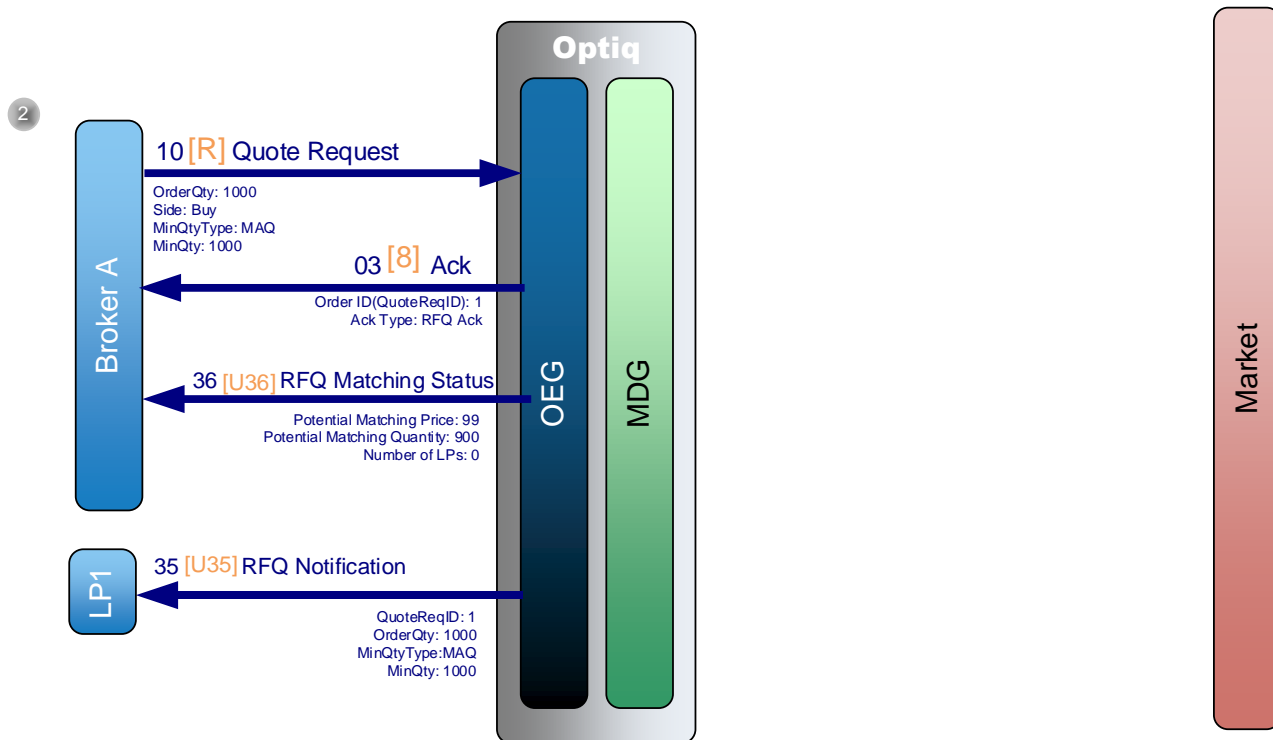 Optiq
2
10 [R] Quote Request
OrderQty: 1000
Side: Buy
MinQtyType: MAQ
MinQty: 1000
03 [8] Ack
Order ID(QuoteReqID): 1
Ack Type: RFQ Ack
Broker A
36 [U36] RFQ Matching Status
Potential Matching Price: 99
Potential Matching Quantity: 900
Number of LPs: 0
OEG
MDG
Market
LP1
35 [U35] RFQ Notification
QuoteReqID: 1
OrderQty: 1000
MinQtyType:MAQ
MinQty: 1000